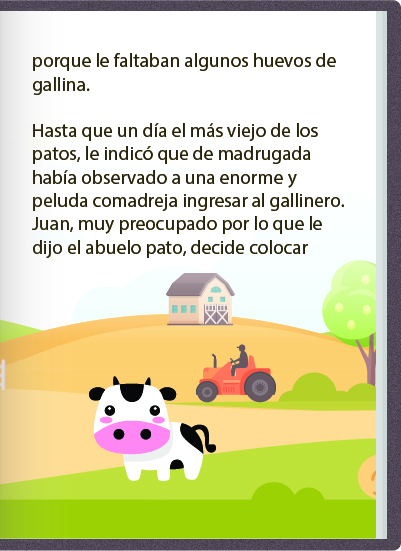 porque le faltaban algunos huevos de
gallina.
Hasta que un día el más viejo de los
patos, le indicó que de madrugada
había observado a una enorme y
peluda comadreja ingresar al gallinero.
Juan, muy preocupado por lo que le
dijo el abuelo pato, decide colocar